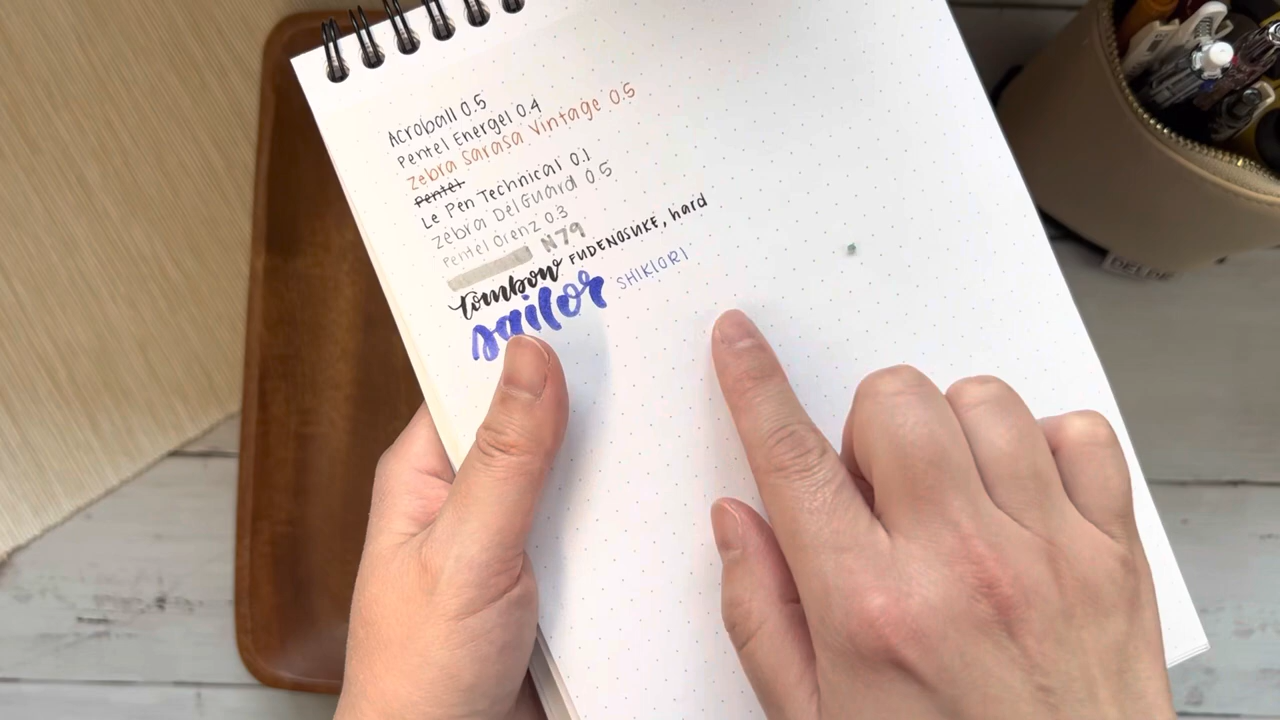 Acroball 0.5
Pentel Energel 0.4
Zebra Sarasa Vintage 0.5
Pentel
Le Pen Technical 0.1
Zebra DelGuard 0.5
Pentel Orenz 0.3
N79
tombow FUDENOSUKE, hard
sailor SHIKIORI
DELDE